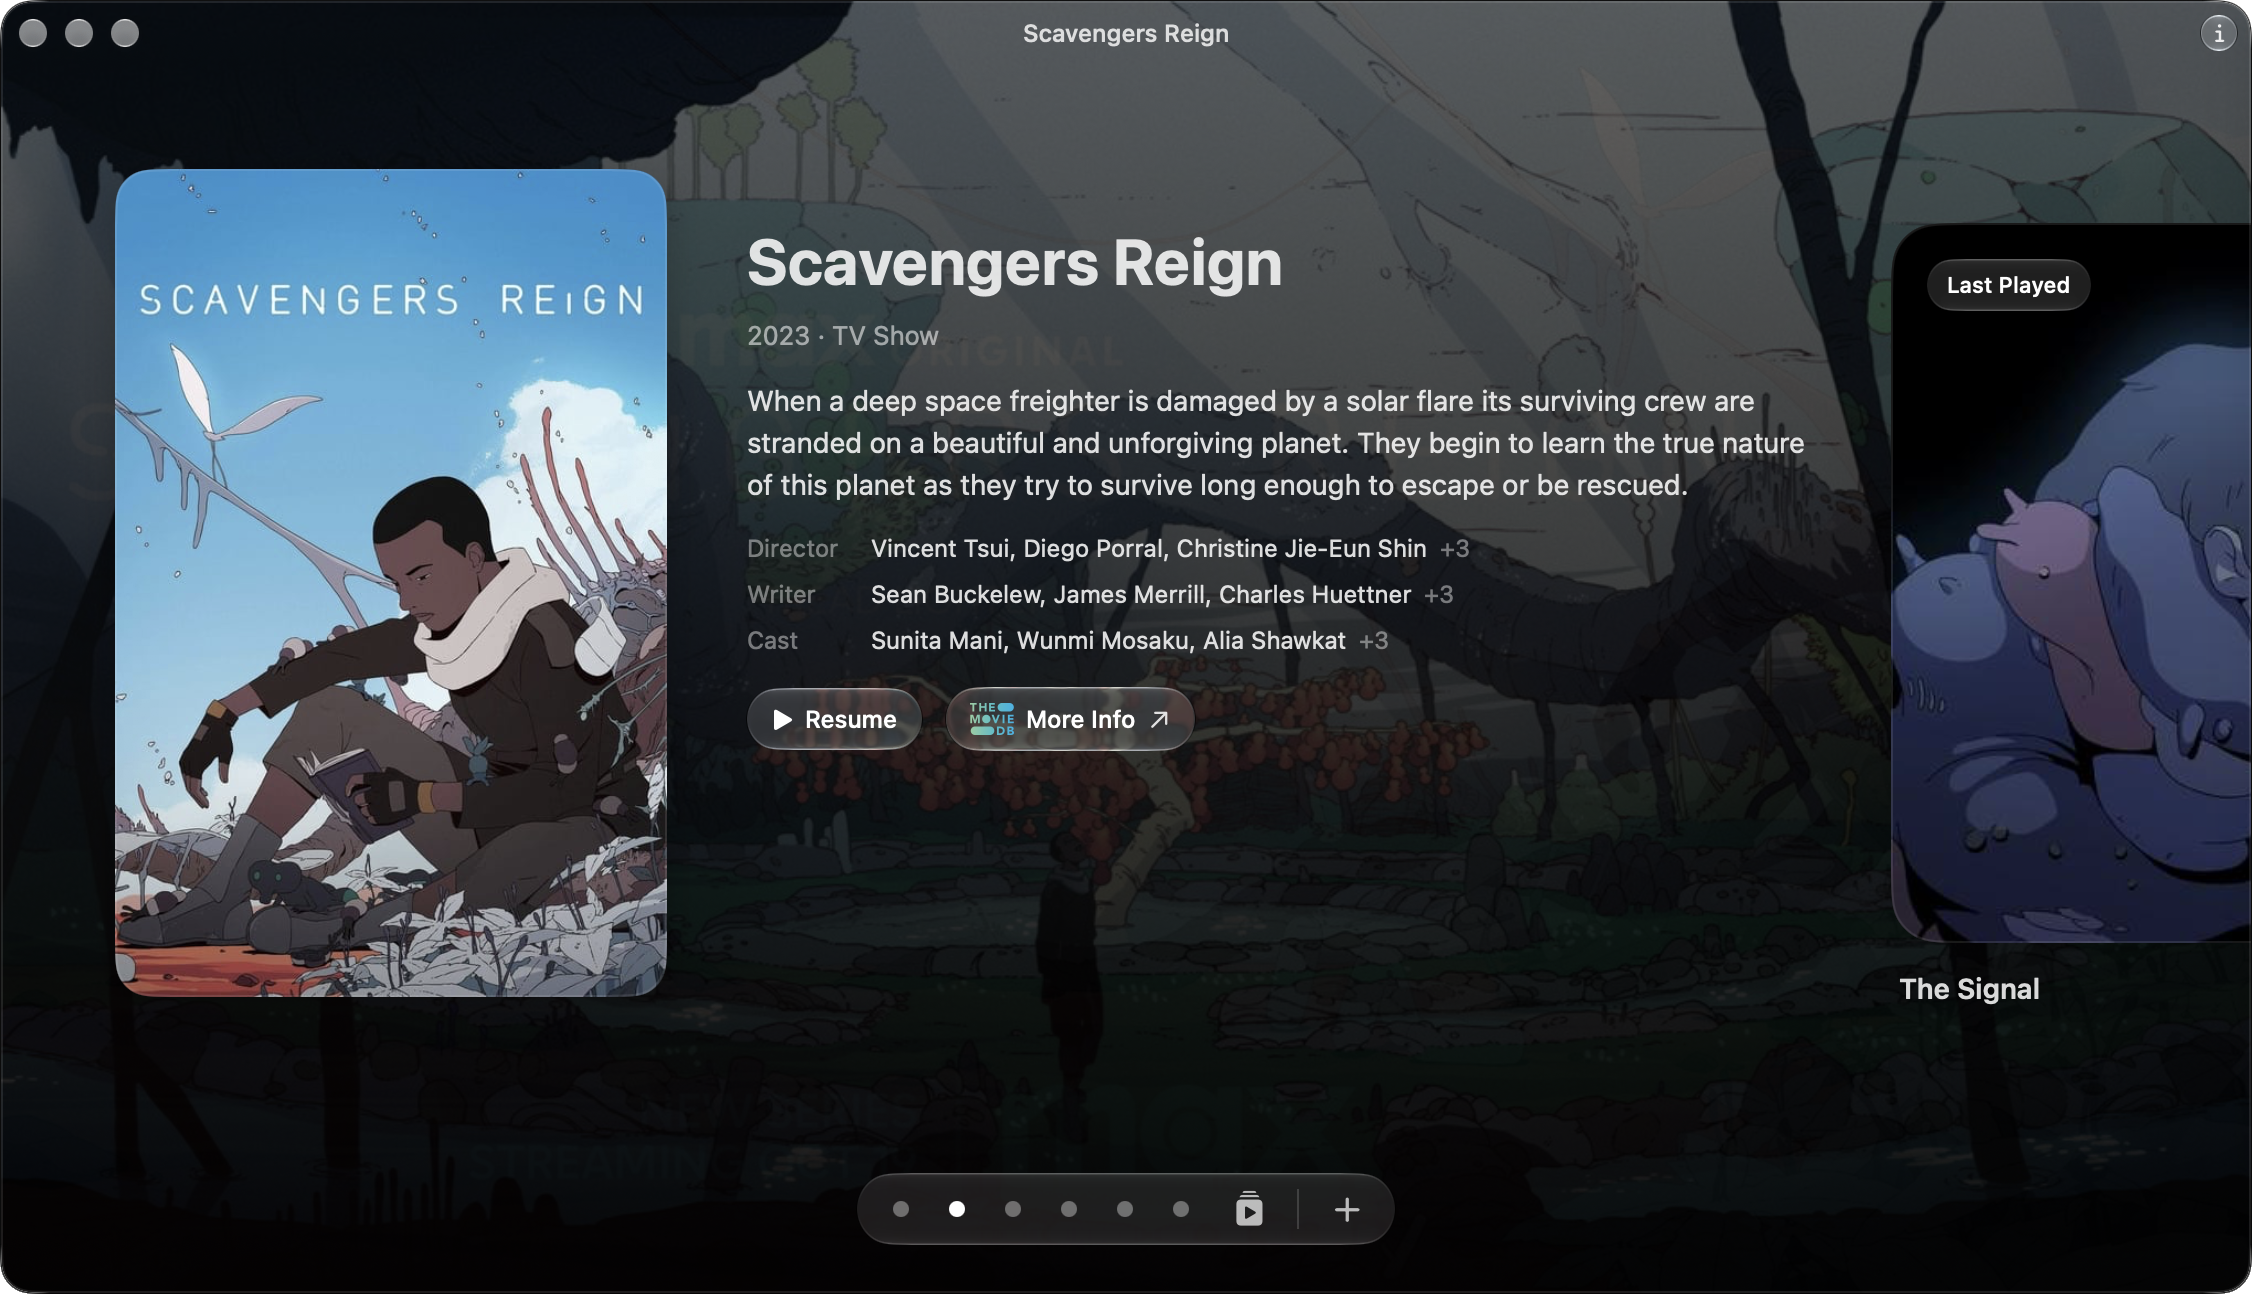 Scavengers Reign
i
SCAVENGERS REiGN
Scavengers Reign
2023 · TV Show
ORIGINAL
When a deep space freighter is damaged by a solar flare its surviving crew are
stranded on a beautiful and unforgiving planet. They begin to learn the true nature
of this planet as they try to survive long enough to escape or be rescued.
Director Vincent Tsui, Diego Porral, Christine Jie-Eun Shin +3
Writer Sean Buckelew, James Merrill, Charles Huettner +3
Cast Sunita Mani, Wunmi Mosaku, Alia Shawkat +3
Resume
THE MOVIE DB More Info
Last Played
The Signal
STREAMING